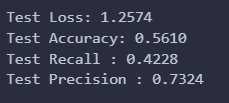 Test Loss: 1.2574
Test Accuracy: 0.5610
Test Recall : 0.4228
Test Precision : 0.7324